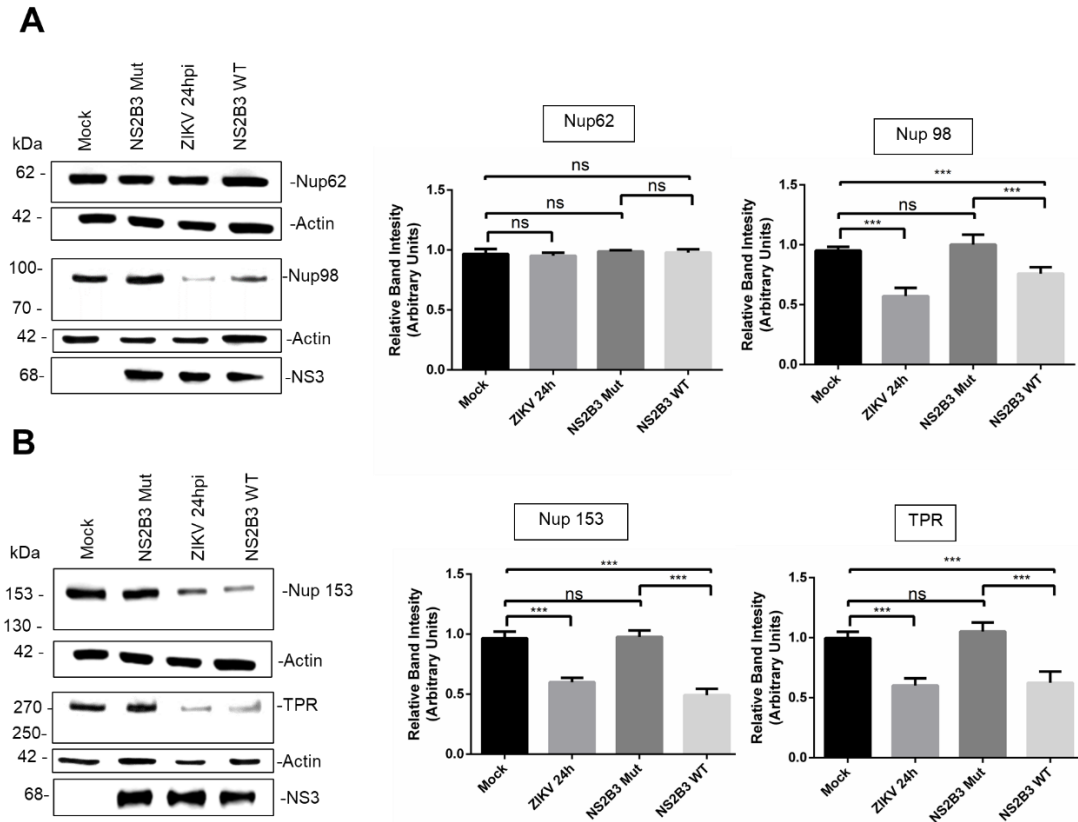 A
Mock
NS2B3 Mut
ZIKV 24hpi
NS2B3 WT
kDa
62 -
-Nup62
42 -
-Actin
100-
-Nup98
70 -
42 -
-Actin
68-
-NS3
Nup62
ns
ns
ns
ns
Relative Band Intesity
(Arbitrary Units)
1.5
1.0
0.5
0.0
Mock
ZIKV 24h
NS2B3 Mut
NS2B3 WT
Nup 98
***
***
ns
***
Relative Band Intesity
(Arbitrary Units)
1.5
1.0
0.5
0.0
Mock
ZIKV 24h
NS2B3 Mut
NS2B3 WT
B
Mock
NS2B3 Mut
ZIKV 24hpi
NS2B3 WT
kDa
153 -
-Nup 153
130 -
42 -
-Actin
270 -
-TPR
250-
42 -
-Actin
68-
-NS3
Nup 153
***
***
ns
***
Relative Band Intesity
(Arbitrary Units)
1.5
1.0
0.5
0.0
Mock
ZIKV 24h
NS2B3 Mut
NS2B3 WT
TPR
***
***
ns
***
Relative Band Intesity
(Arbitrary Units)
1.5
1.0
0.5
0.0
Mock
ZIKV 24h
NS2B3 Mut
NS2B3 WT